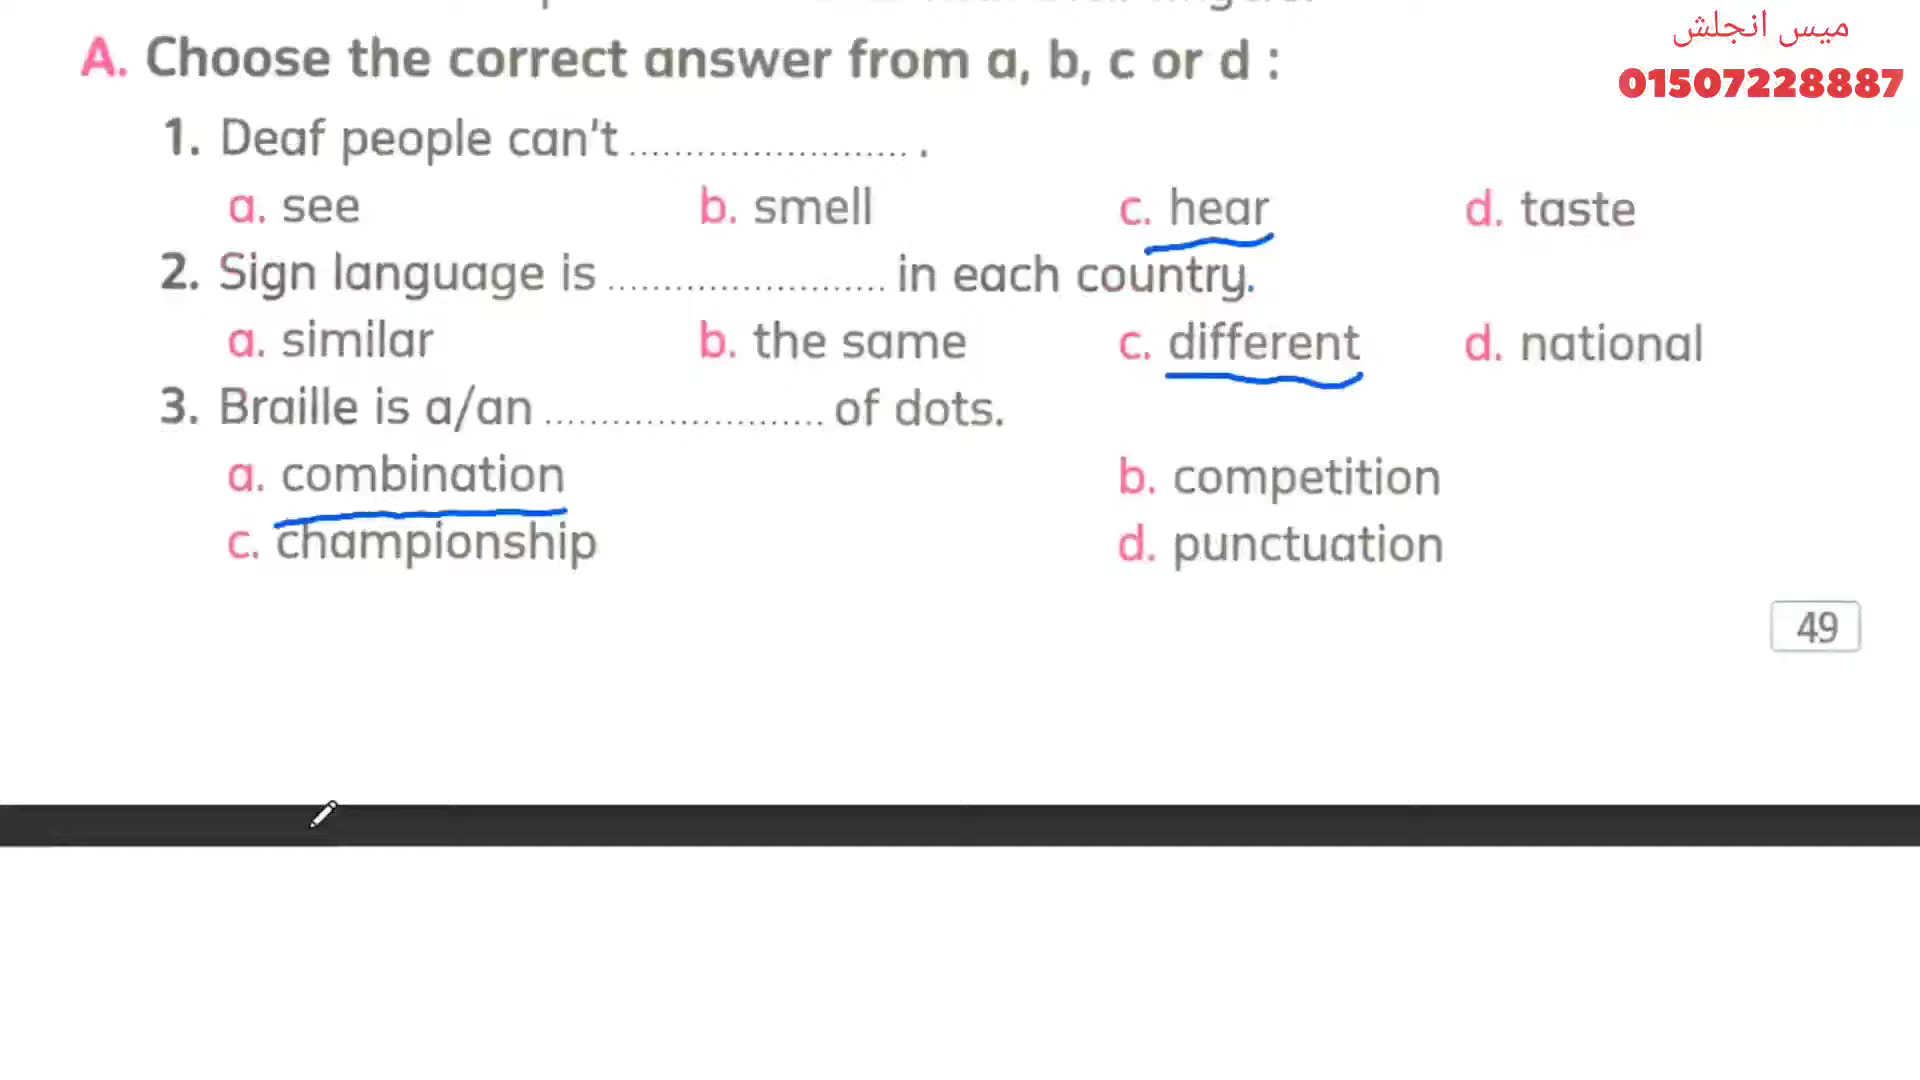 ميس انجلش
01507228887
A. Choose the correct answer from a, b, c or d :
1. Deaf people can't ........................ .
a. see b. smell c. hear d. taste
2. Sign language is ........................ in each country.
a. similar b. the same c. different d. national
3. Braille is a/an ........................ of dots.
a. combination b. competition
c. championship d. punctuation
49